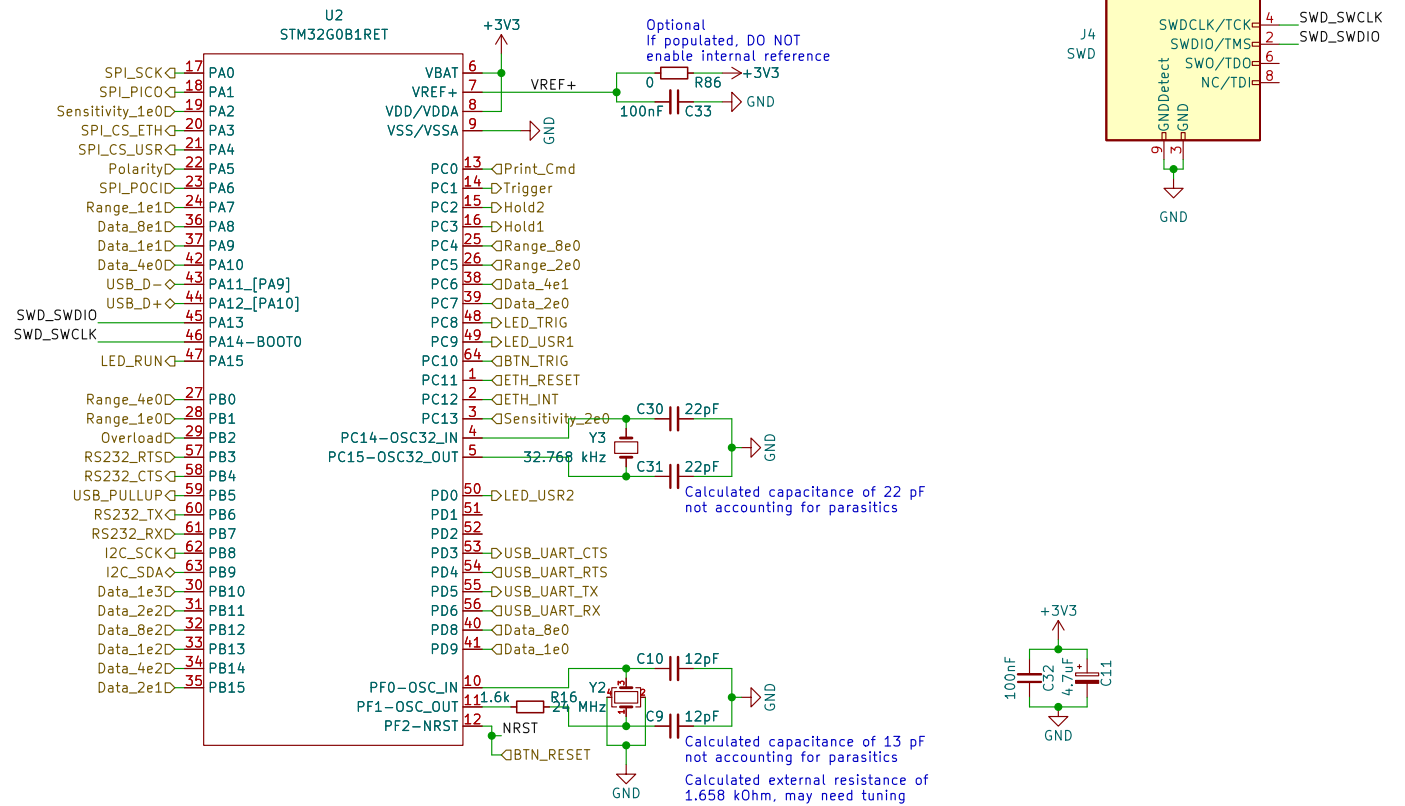 U2
STM32G0B1RET
+3V3
Optional
If populated, DO NOT
enable internal reference
0
R86
+3V3
VREF+
100nF
C33
GND
GND
SPI_SCK 17 PA0
SPI_PICO 18 PA1
Sensitivity_1e0 19 PA2
SPI_CS_ETH 20 PA3
SPI_CS_USR 21 PA4
Polarity 22 PA5
SPI_POCI 23 PA6
Range_1e1 24 PA7
Data_8e1 36 PA8
Data_1e1 37 PA9
Data_4e0 42 PA10
USB_D- 43 PA11_[PA9]
USB_D+ 44 PA12_[PA10]
SWD_SWDIO 45 PA13
SWD_SWCLK 46 PA14-BOOT0
LED_RUN 47 PA15
Range_4e0 27 PB0
Range_1e0 28 PB1
Overload 29 PB2
RS232_RTS 57 PB3
RS232_CTS 58 PB4
USB_PULLUP 59 PB5
RS232_TX 60 PB6
RS232_RX 61 PB7
I2C_SCK 62 PB8
I2C_SDA 63 PB9
Data_1e3 30 PB10
Data_2e2 31 PB11
Data_8e2 32 PB12
Data_1e2 33 PB13
Data_4e2 34 PB14
Data_2e1 35 PB15
VBAT 6
VREF+ 7
VDD/VDDA 8
VSS/VSSA 9
PC0 13 Print_Cmd
PC1 14 Trigger
PC2 15 Hold2
PC3 16 Hold1
PC4 25 Range_8e0
PC5 26 Range_2e0
PC6 38 Data_4e1
PC7 39 Data_2e0
PC8 48 LED_TRIG
PC9 49 LED_USR1
PC10 64 BTN_TRIG
PC11 1 ETH_RESET
PC12 2 ETH_INT
PC13 3 Sensitivity_2e0
PC14-OSC32_IN 4
PC15-OSC32_OUT 5
PD0 50 LED_USR2
PD1 51
PD2 52
PD3 53 USB_UART_CTS
PD4 54 USB_UART_RTS
PD5 55 USB_UART_TX
PD6 56 USB_UART_RX
PD8 40 Data_8e0
PD9 41 Data_1e0
PF0-OSC_IN 10
PF1-OSC_OUT 11
PF2-NRST 12
NRST
BTN_RESET
C30 22pF
Y3
32.768 kHz
C31 22pF
GND
Calculated capacitance of 22 pF
not accounting for parasitics
C10 12pF
1.6k
R16
Y2
24 MHz
3
4
2
1
C9 12pF
GND
GND
Calculated capacitance of 13 pF
not accounting for parasitics
Calculated external resistance of
1.658 kOhm, may need tuning
J4
SWD
SWDCLK/TCK 4 SWD_SWCLK
SWDIO/TMS 2 SWD_SWDIO
SWO/TDO 6
NC/TDI 8
GNDDetect
GND
9
3
GND
+3V3
100nF
C32
4.7uF
+
C11
GND